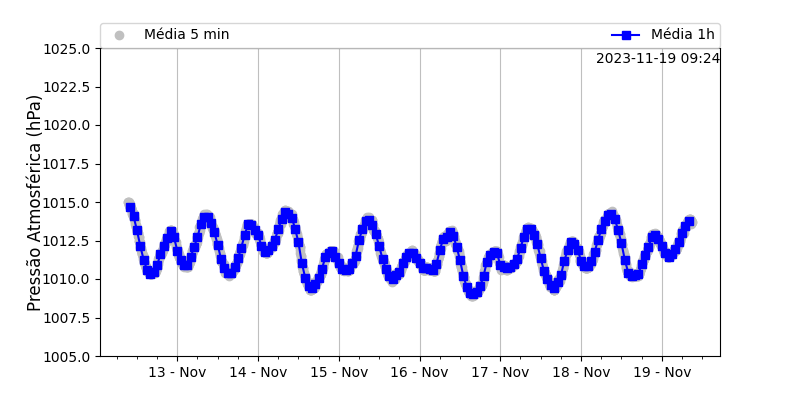 Média 5 min
Média 1h
2023-11-19 09:24
Pressão Atmosférica (hPa)
1025.0
1022.5
1020.0
1017.5
1015.0
1012.5
1010.0
1007.5
1005.0
13 - Nov
14 - Nov
15 - Nov
16 - Nov
17 - Nov
18 - Nov
19 - Nov